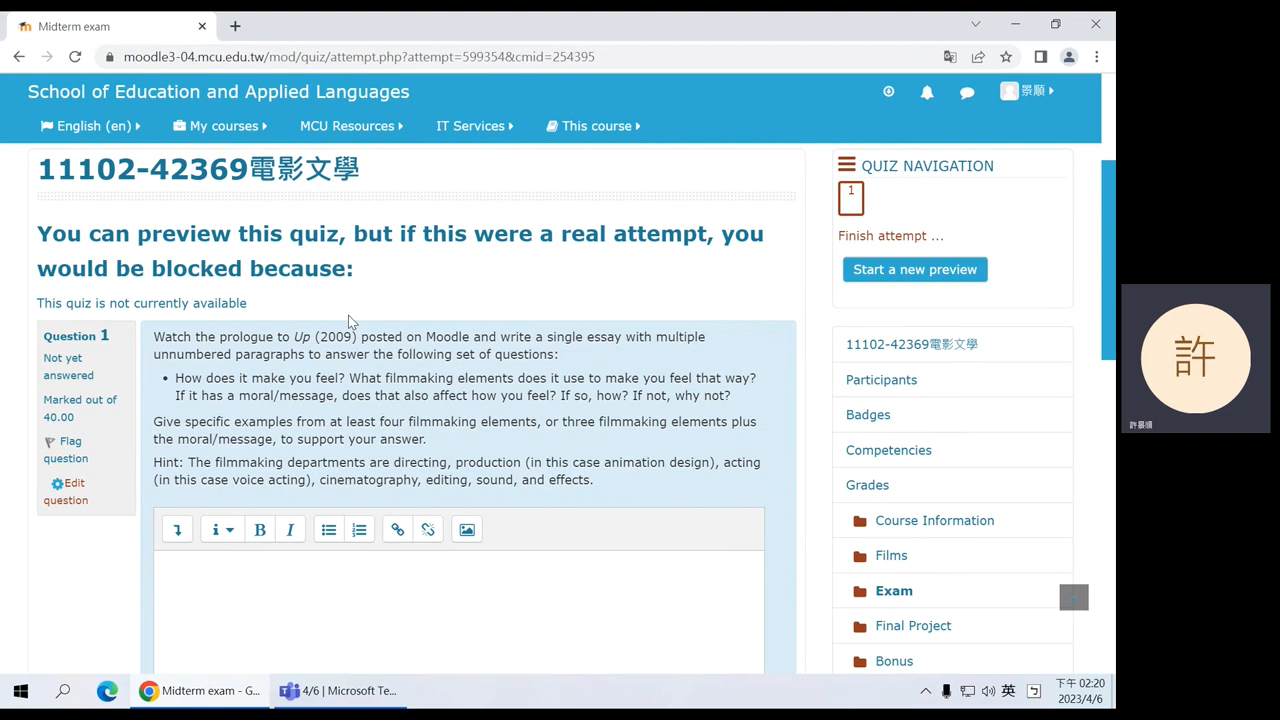 Midterm exam
moodle3-04.mcu.edu.tw/mod/quiz/attempt.php?attempt=599354&cmid=254395
School of Education and Applied Languages
景順
English (en)
My courses
MCU Resources
IT Services
This course
11102-42369電影文學
You can preview this quiz, but if this were a real attempt, you
would be blocked because:
This quiz is not currently available
Question 1
Not yet
answered
Marked out of
40.00
Flag
question
Edit
question
Watch the prologue to Up (2009) posted on Moodle and write a single essay with multiple
unnumbered paragraphs to answer the following set of questions:
• How does it make you feel? What filmmaking elements does it use to make you feel that way?
If it has a moral/message, does that also affect how you feel? If so, how? If not, why not?
Give specific examples from at least four filmmaking elements, or three filmmaking elements plus
the moral/message, to support your answer.
Hint: The filmmaking departments are directing, production (in this case animation design), acting
(in this case voice acting), cinematography, editing, sound, and effects.
B I
QUIZ NAVIGATION
1
Finish attempt ...
Start a new preview
11102-42369電影文學
Participants
Badges
Competencies
Grades
Course Information
Films
Exam
Final Project
Bonus
許
許景順
Midterm exam - G...
4/6 | Microsoft Te...
英
下午 02:20
2023/4/6